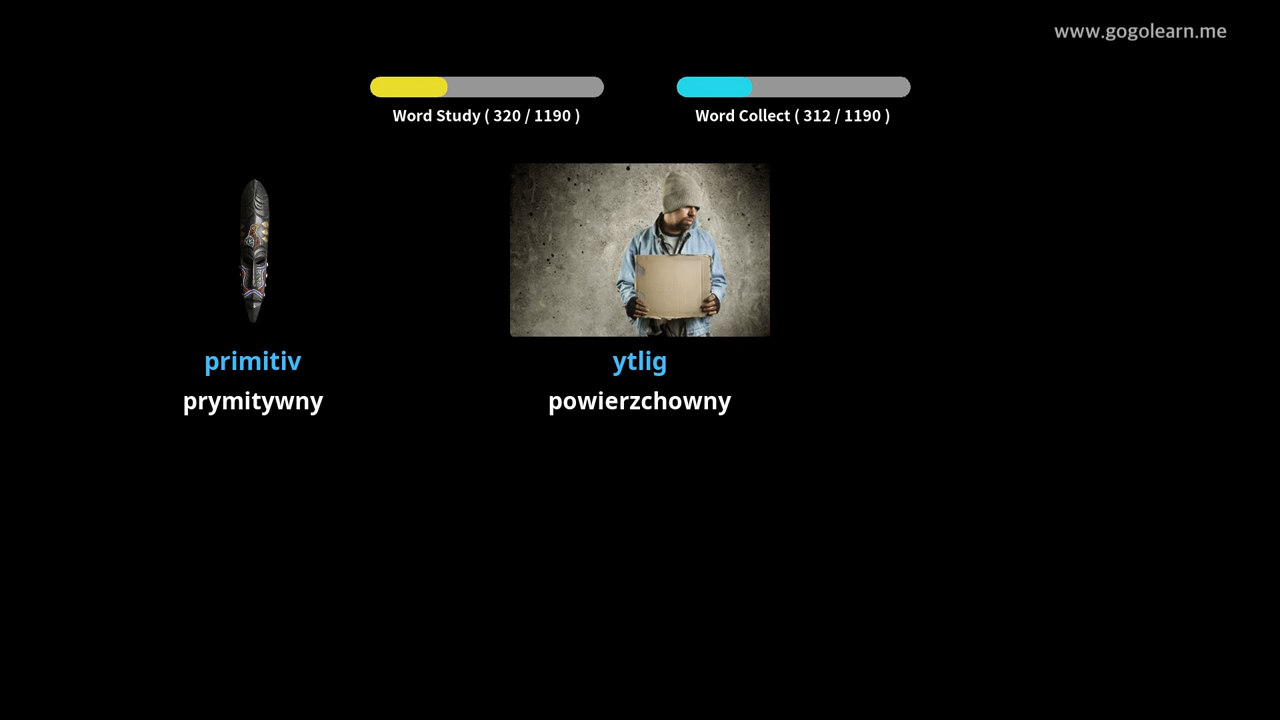 www.gogolearn.me
Word Study ( 320 / 1190 )
Word Collect ( 312 / 1190 )
primitiv
prymitywny
ytlig
powierzchowny